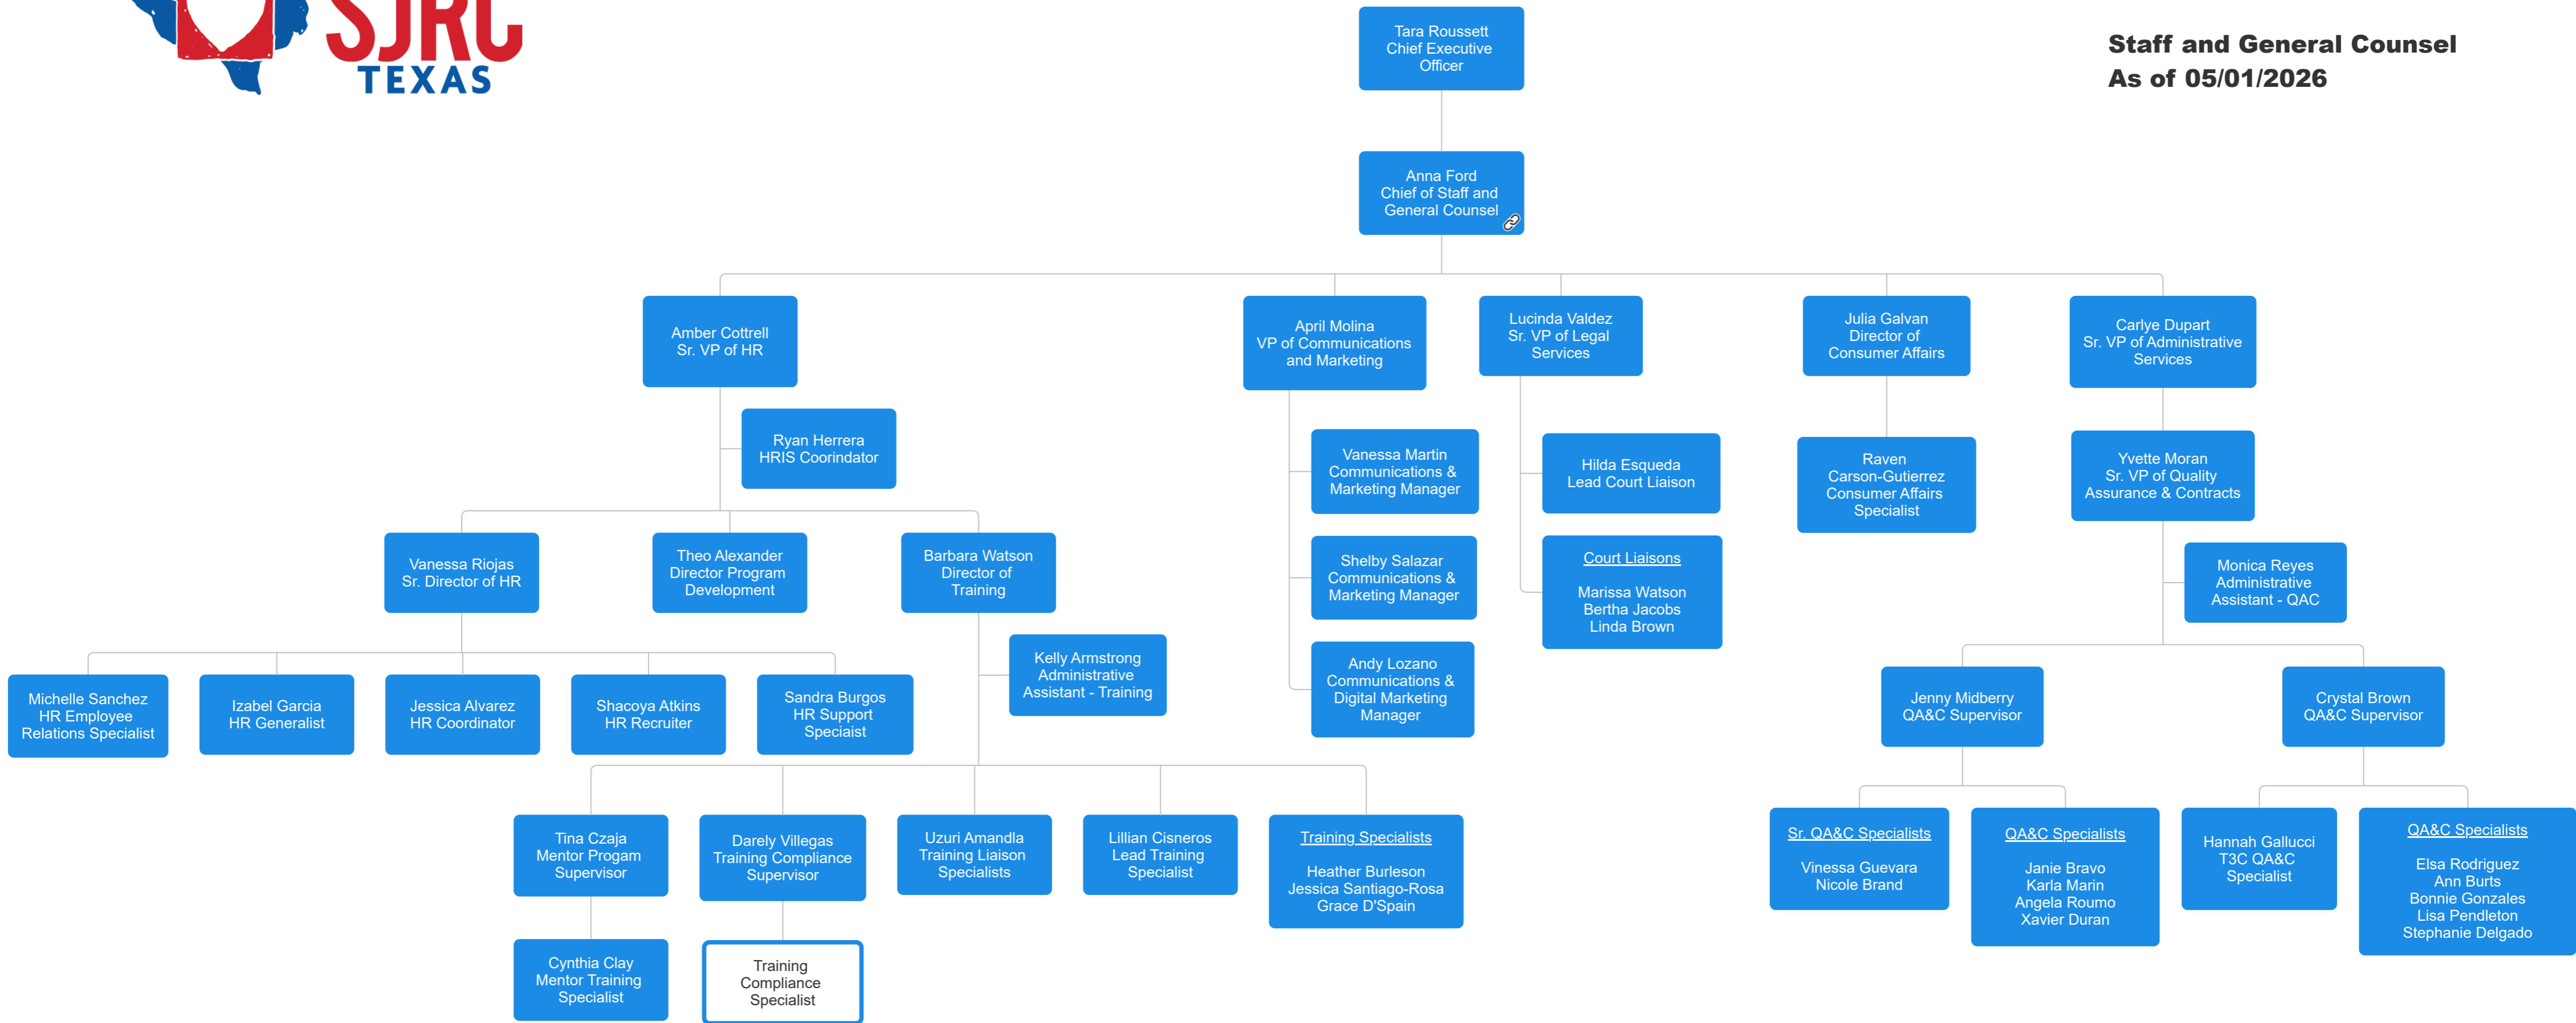 SJRC
TEXAS
Staff and General Counsel
As of 05/01/2026
Tara Roussett
Chief Executive
Officer
Anna Ford
Chief of Staff and
General Counsel
Amber Cottrell
Sr. VP of HR
April Molina
VP of Communications
and Marketing
Lucinda Valdez
Sr. VP of Legal
Services
Julia Galvan
Director of
Consumer Affairs
Carlye Dupart
Sr. VP of Administrative
Services
Ryan Herrera
HRIS Coorindator
Vanessa Martin
Communications &
Marketing Manager
Hilda Esqueda
Lead Court Liaison
Raven
Carson-Gutierrez
Consumer Affairs
Specialist
Yvette Moran
Sr. VP of Quality
Assurance & Contracts
Vanessa Riojas
Sr. Director of HR
Theo Alexander
Director Program
Development
Barbara Watson
Director of
Training
Shelby Salazar
Communications &
Marketing Manager
Court Liaisons
Marissa Watson
Bertha Jacobs
Linda Brown
Monica Reyes
Administrative
Assistant - QAC
Kelly Armstrong
Administrative
Assistant - Training
Andy Lozano
Communications &
Digital Marketing
Manager
Michelle Sanchez
HR Employee
Relations Specialist
Izabel Garcia
HR Generalist
Jessica Alvarez
HR Coordinator
Shacoya Atkins
HR Recruiter
Sandra Burgos
HR Support
Speciaist
Jenny Midberry
QA&C Supervisor
Crystal Brown
QA&C Supervisor
Tina Czaja
Mentor Progam
Supervisor
Darely Villegas
Training Compliance
Supervisor
Uzuri Amandla
Training Liaison
Specialists
Lillian Cisneros
Lead Training
Specialist
Training Specialists
Heather Burleson
Jessica Santiago-Rosa
Grace D'Spain
Sr. QA&C Specialists
Vinessa Guevara
Nicole Brand
QA&C Specialists
Janie Bravo
Karla Marin
Angela Roumo
Xavier Duran
Hannah Gallucci
T3C QA&C
Specialist
QA&C Specialists
Elsa Rodriguez
Ann Burts
Bonnie Gonzales
Lisa Pendleton
Stephanie Delgado
Cynthia Clay
Mentor Training
Specialist
Training
Compliance
Specialist